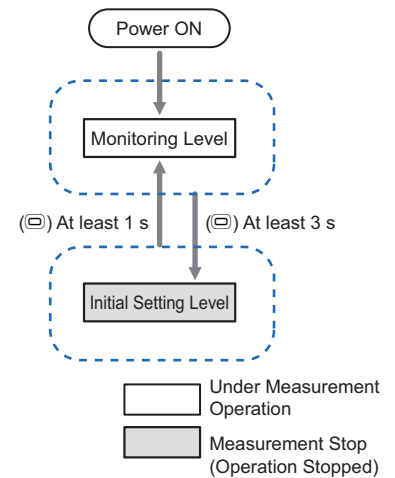 Power ON
Monitoring Level
() At least 1 s
() At least 3 s
Initial Setting Level
Under Measurement
Operation
Measurement Stop
(Operation Stopped)